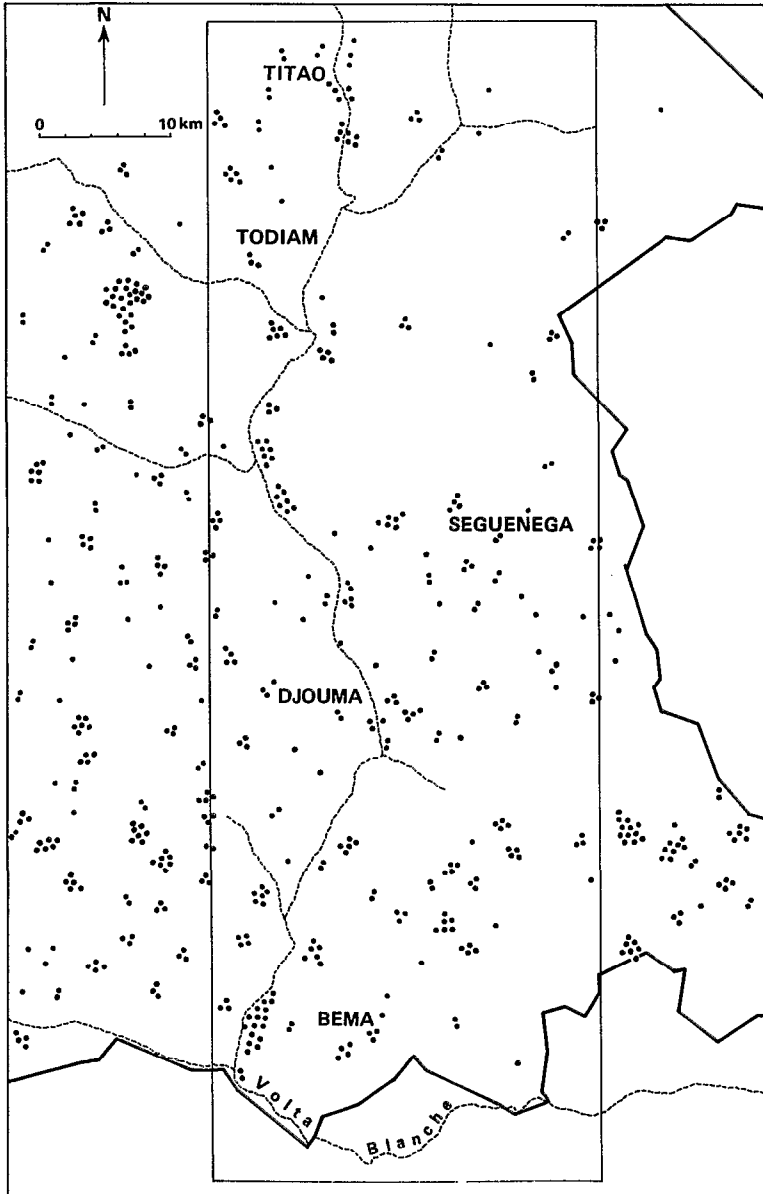 N
TITAO
0 10 km
TODIAM
SEGUENEGA
DJOUMA
BEMA
Volta
Blanche